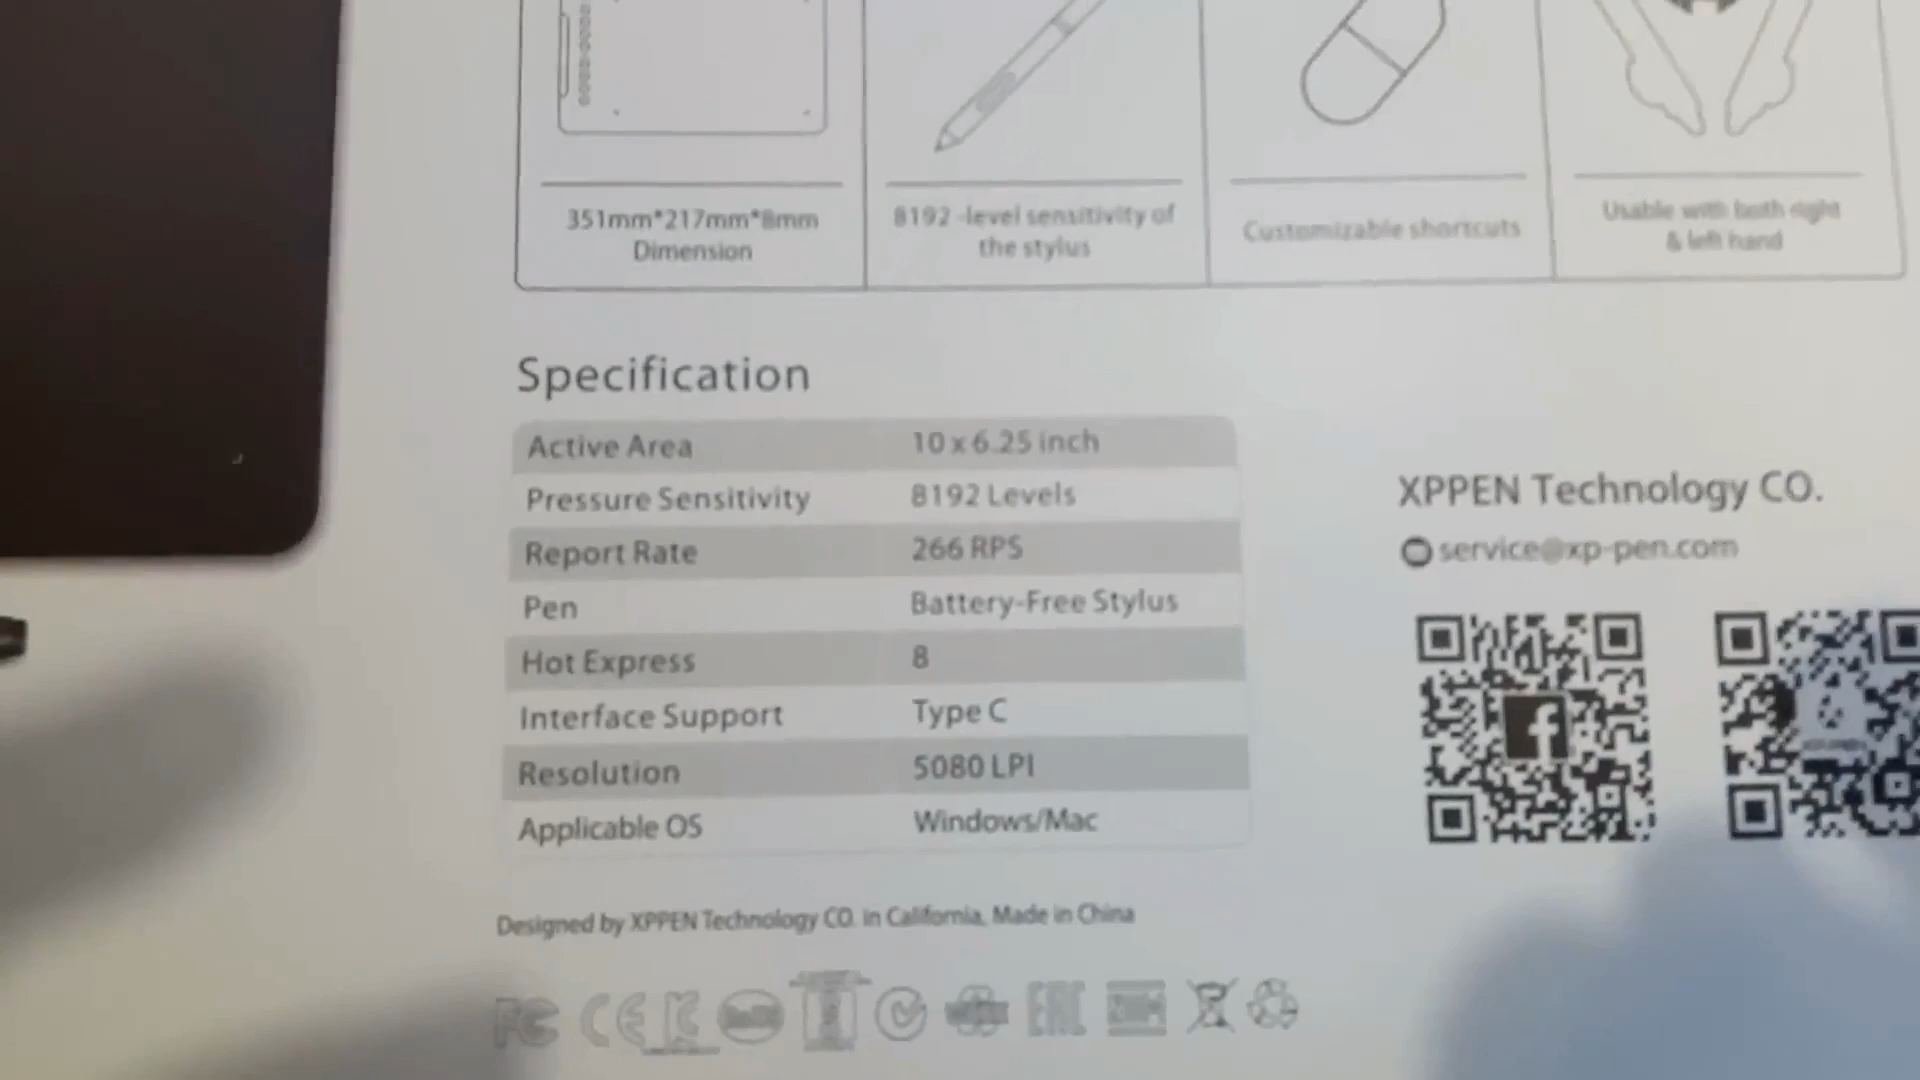 351mm*217mm*8mm
Dimension
8192 -level sensitivity of
the stylus
Customizable shortcuts
Usable with both right
& left hand
Specification
Active Area 10 x 6.25 inch
Pressure Sensitivity 8192 Levels
Report Rate 266 RPS
Pen Battery-Free Stylus
Hot Express 8
Interface Support Type C
Resolution 5080 LPI
Applicable OS Windows/Mac
XPPEN Technology CO.
service@xp-pen.com
Designed by XPPEN Technology CO. in California, Made in China
FC CE EAC